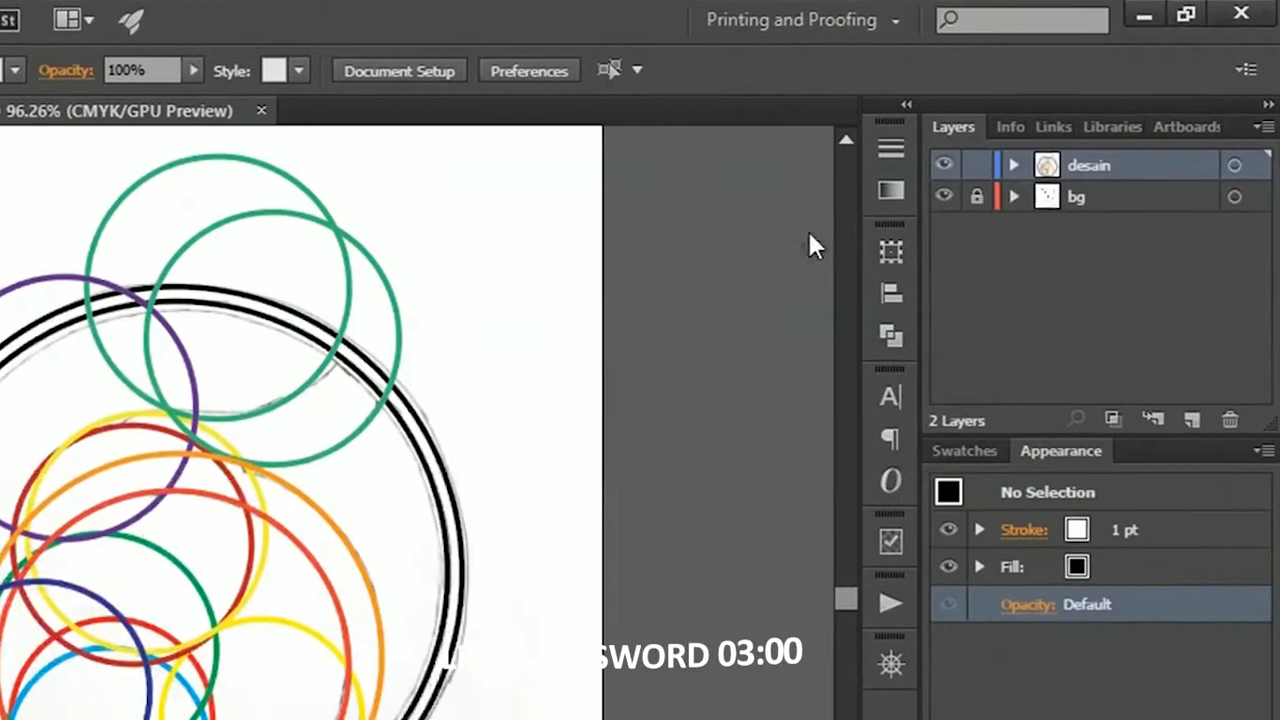 St
Printing and Proofing
Opacity: 100% Style: Document Setup Preferences
96.26% (CMYK/GPU Preview)
Layers Info Links Libraries Artboards
desain
bg
2 Layers
Swatches Appearance
No Selection
Stroke: 1 pt
Fill:
Opacity: Default
SWORD 03:00